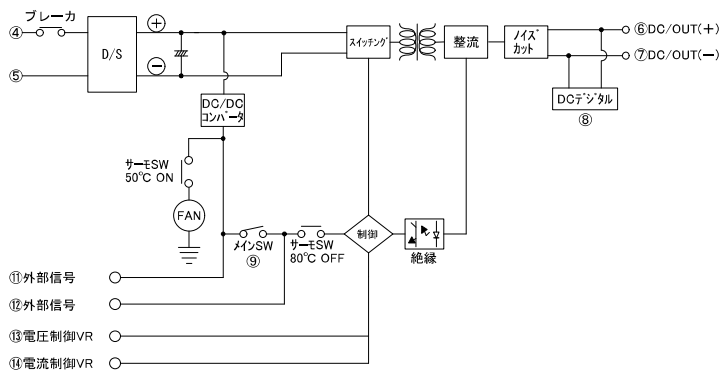 ブレーカ
④
⑤
D/S
+
−
スイッチング
整流
ノイズ
カット
⑥DC/OUT(+)
⑦DC/OUT(−)
DCデジタル
⑧
DC/DC
コンバータ
サーモSW
50℃ ON
FAN
メインSW
⑨
サーモSW
80℃ OFF
制御
絶縁
⑪外部信号
⑫外部信号
⑬電圧制御VR
⑭電流制御VR